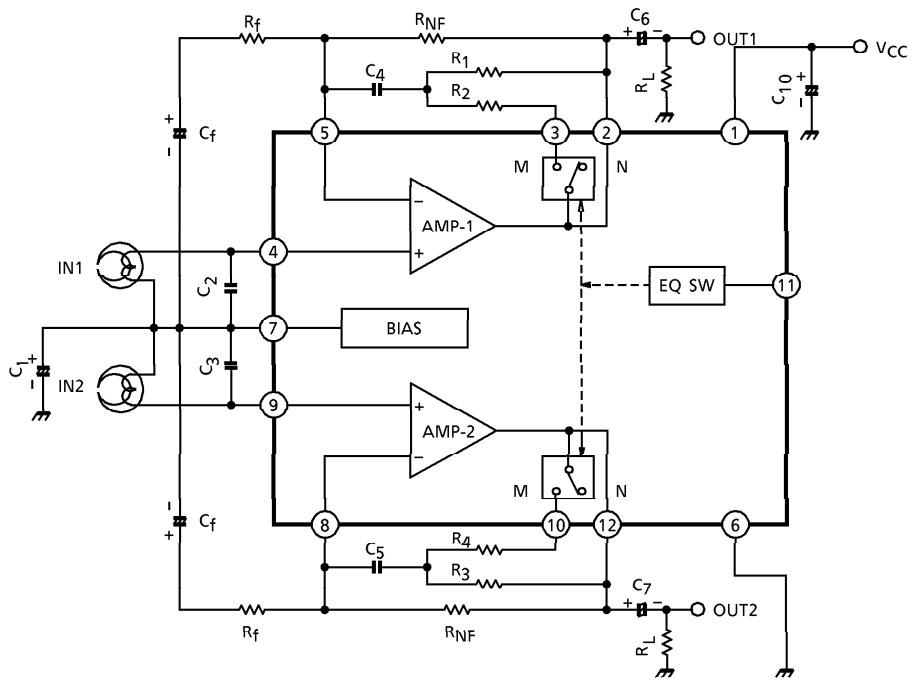 Rf
RNF
C6
+ -
OUT1
VCC
C4
R1
R2
RL
C10
+
-
+
-
Cf
5
3
2
1
M
N
-
AMP-1
+
IN1
4
C2
EQ SW
11
C1
+
-
7
BIAS
C3
IN2
9
+
AMP-2
-
M
N
-
+
Cf
8
10
12
6
C5
R4
R3
C7
+ -
OUT2
Rf
RNF
RL